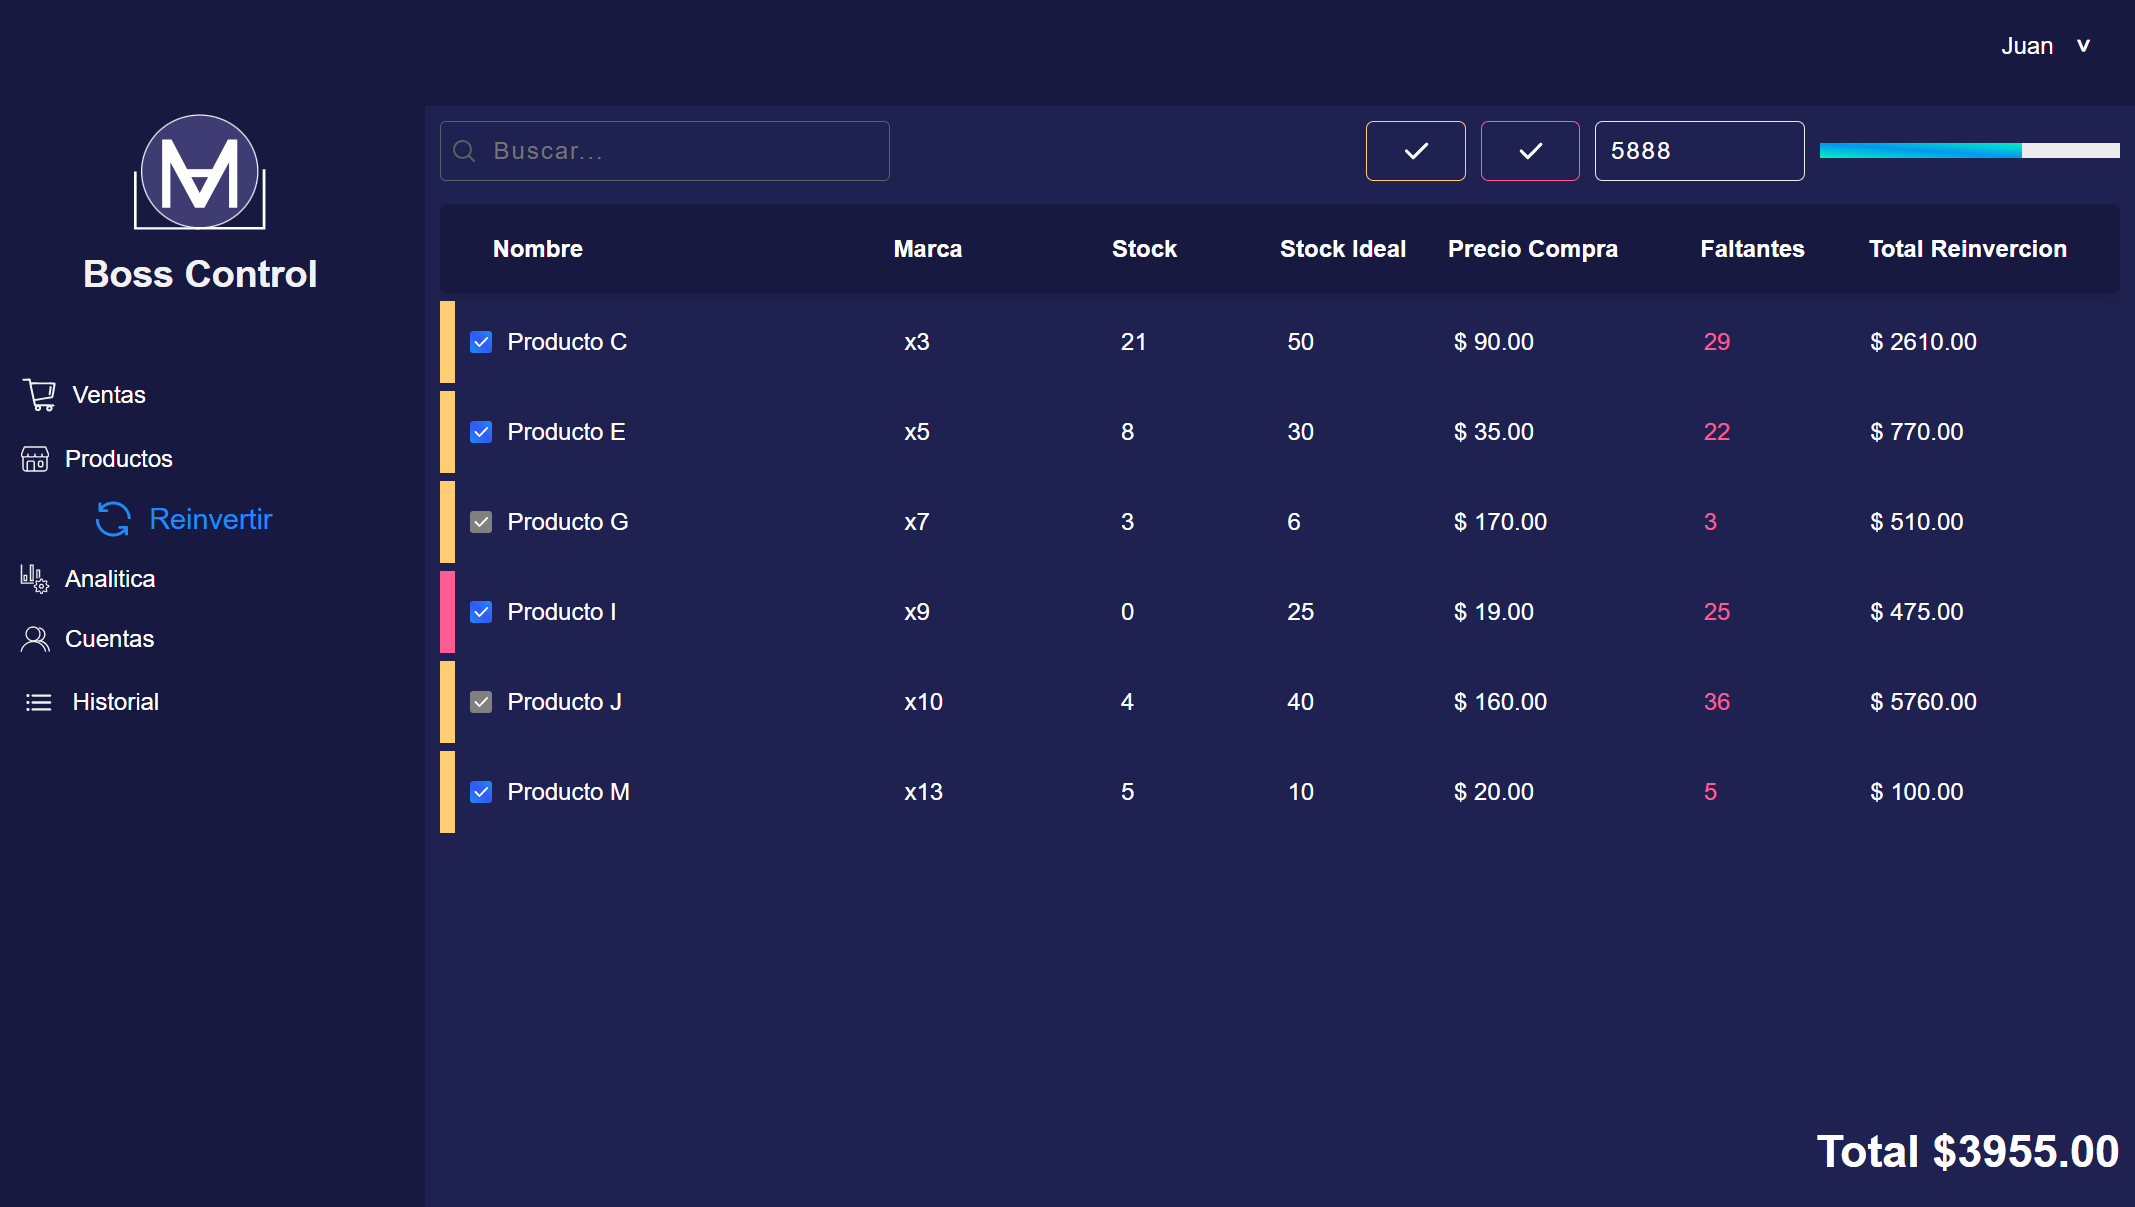 Juan v
Boss Control
Ventas
Productos
Reinvertir
Analitica
Cuentas
Historial
Buscar...
5888
Nombre Marca Stock Stock Ideal Precio Compra Faltantes Total Reinvercion
Producto C x3 21 50 $ 90.00 29 $ 2610.00
Producto E x5 8 30 $ 35.00 22 $ 770.00
Producto G x7 3 6 $ 170.00 3 $ 510.00
Producto I x9 0 25 $ 19.00 25 $ 475.00
Producto J x10 4 40 $ 160.00 36 $ 5760.00
Producto M x13 5 10 $ 20.00 5 $ 100.00
Total $3955.00